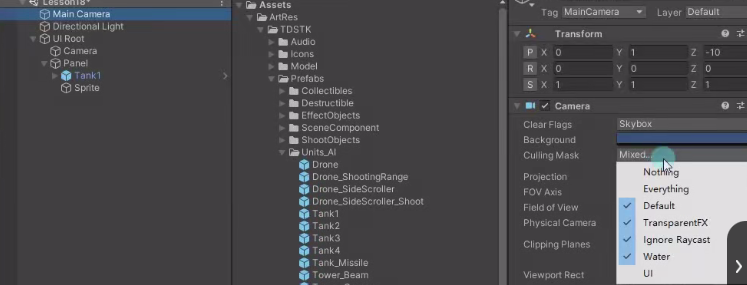 Lesson18*
Main Camera
Directional Light
UI Root
Camera
Panel
Tank1
Sprite
Assets
ArtRes
TDSTK
Audio
icons
Model
Prefabs
Collectibles
Destructible
EffectObjects
SceneComponent
ShootObjects
Units_AI
Drone
Drone_ShootingRange
Drone_SideScroller
Drone_SideScroller_Shoot
Tank1
Tank2
Tank3
Tank4
Tank_Missile
Tower_Beam
Tag MainCamera Layer Default
Transform
P X 0 Y 1 Z -10
R X 0 Y 0 Z 0
S X 1 Y 1 Z 1
Camera
Clear Flags Skybox
Background
Culling Mask Mixed...
Projection
FOV Axis
Field of View
Physical Camera
Clipping Planes
Viewport Rect
Nothing
Everything
Default
TransparentFX
Ignore Raycast
Water
UI